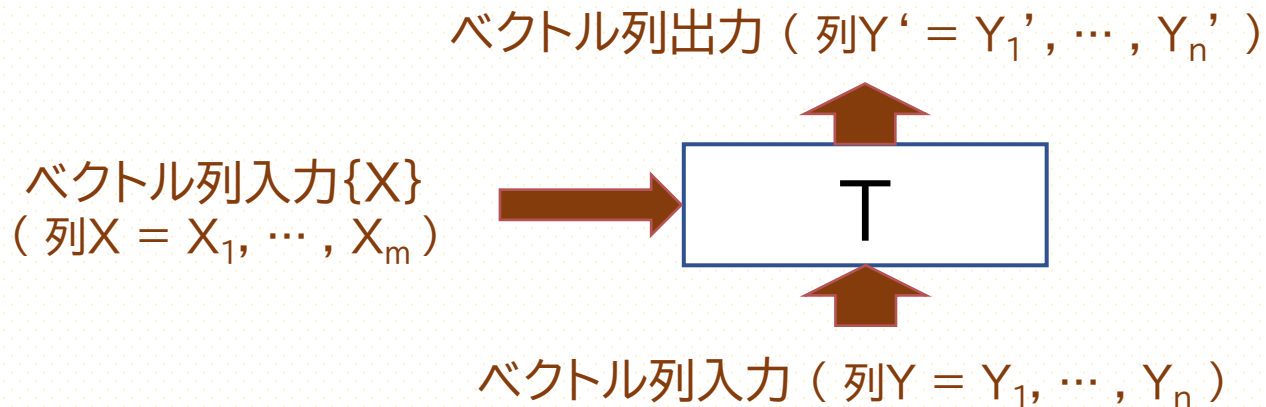 ベクトル列出力 ( 列Y‘ = Y₁’, … , Yₙ’ )
ベクトル列入力{X}
( 列X = X₁, … , Xₘ )
T
ベクトル列入力 ( 列Y = Y₁, … , Yₙ )